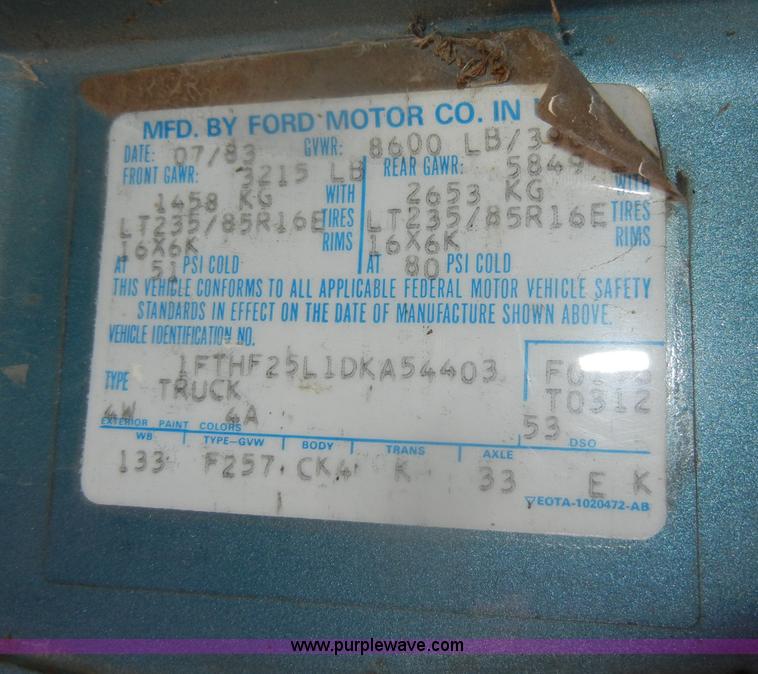 MFD. BY FORD MOTOR CO. IN
DATE: 07/83 GVWR: 8600 LB/
FRONT GAWR: 3215 LB REAR GAWR: 5849
1458 KG WITH 2653 KG WITH
LT235/85R16E TIRES LT235/85R16E TIRES
16X6K RIMS 16X6K RIMS
AT 51 PSI COLD AT 80 PSI COLD
THIS VEHICLE CONFORMS TO ALL APPLICABLE FEDERAL MOTOR VEHICLE SAFETY
STANDARDS IN EFFECT ON THE DATE OF MANUFACTURE SHOWN ABOVE.
VEHICLE IDENTIFICATION NO.
1FTHF25L1DKA54403
TYPE TRUCK T0312
4W 4A 53
EXTERIOR PAINT COLORS DSO
WB TYPE-GVW BODY TRANS AXLE
133 F257 CK4 K 33 E K
EOTA-1020472-AB
www.purplewave.com